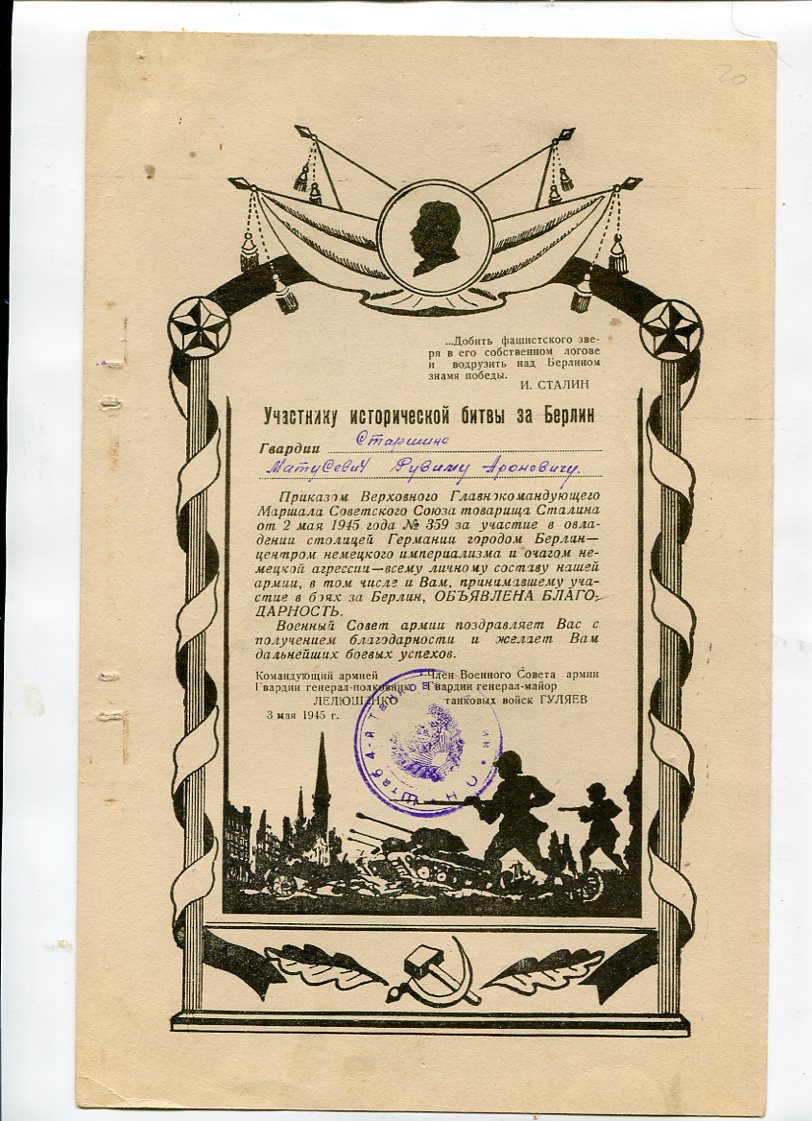 20
...Добить фашистского зве-
ря в его собственном логове
и водрузить над Берлином
знамя победы.
И. СТАЛИН
Участнику исторической битвы за Берлин
Гвардии Старшине
Матусевич Рувиму Ароновичу.
Приказом Верховного Главнокомандующего
Маршала Советского Союза товарища Сталина
от 2 мая 1945 года № 359 за участие в овла-
дении столицей Германии городом Берлин—
центром немецкого империализма и очагом не-
мецкой агрессии—всему личному составу нашей
армии, в том числе и Вам, принимавшему уча-
стие в боях за Берлин, ОБЪЯВЛЕНА БЛАГО-
ДАРНОСТЬ.
Военный Совет армии поздравляет Вас с
получением благодарности и желает Вам
дальнейших боевых успехов.
Командующий армией Член Военного Совета армии
Гвардии генерал-полковник Гвардии генерал-майор
ЛЕЛЮШЕНКО танковых войск ГУЛЯЕВ
3 мая 1945 г.
Штаб 4-й